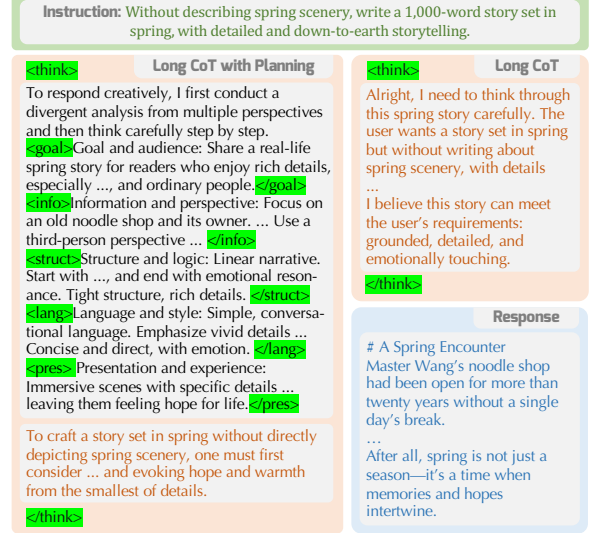 Instruction: Without describing spring scenery, write a 1,000-word story set in
spring, with detailed and down-to-earth storytelling.
Long CoT with Planning
<think>
To respond creatively, I first conduct a
divergent analysis from multiple perspectives
and then think carefully step by step.
<goal>Goal and audience: Share a real-life
spring story for readers who enjoy rich details,
especially ..., and ordinary people.</goal>
<info>Information and perspective: Focus on
an old noodle shop and its owner. ... Use a
third-person perspective ... </info>
<struct>Structure and logic: Linear narrative.
Start with ..., and end with emotional reson-
ance. Tight structure, rich details. </struct>
<lang>Language and style: Simple, conversa-
tional language. Emphasize vivid details ...
Concise and direct, with emotion. </lang>
<pres> Presentation and experience:
Immersive scenes with specific details ...
leaving them feeling hope for life.</pres>
To craft a story set in spring without directly
depicting spring scenery, one must first
consider ... and evoking hope and warmth
from the smallest of details.
</think>
Long CoT
<think>
Alright, I need to think through
this spring story carefully. The
user wants a story set in spring
but without writing about
spring scenery, with details
...
I believe this story can meet
the user's requirements:
grounded, detailed, and
emotionally touching.
</think>
Response
# A Spring Encounter
Master Wang's noodle shop
had been open for more than
twenty years without a single
day's break.
...
After all, spring is not just a
season—it's a time when
memories and hopes
intertwine.